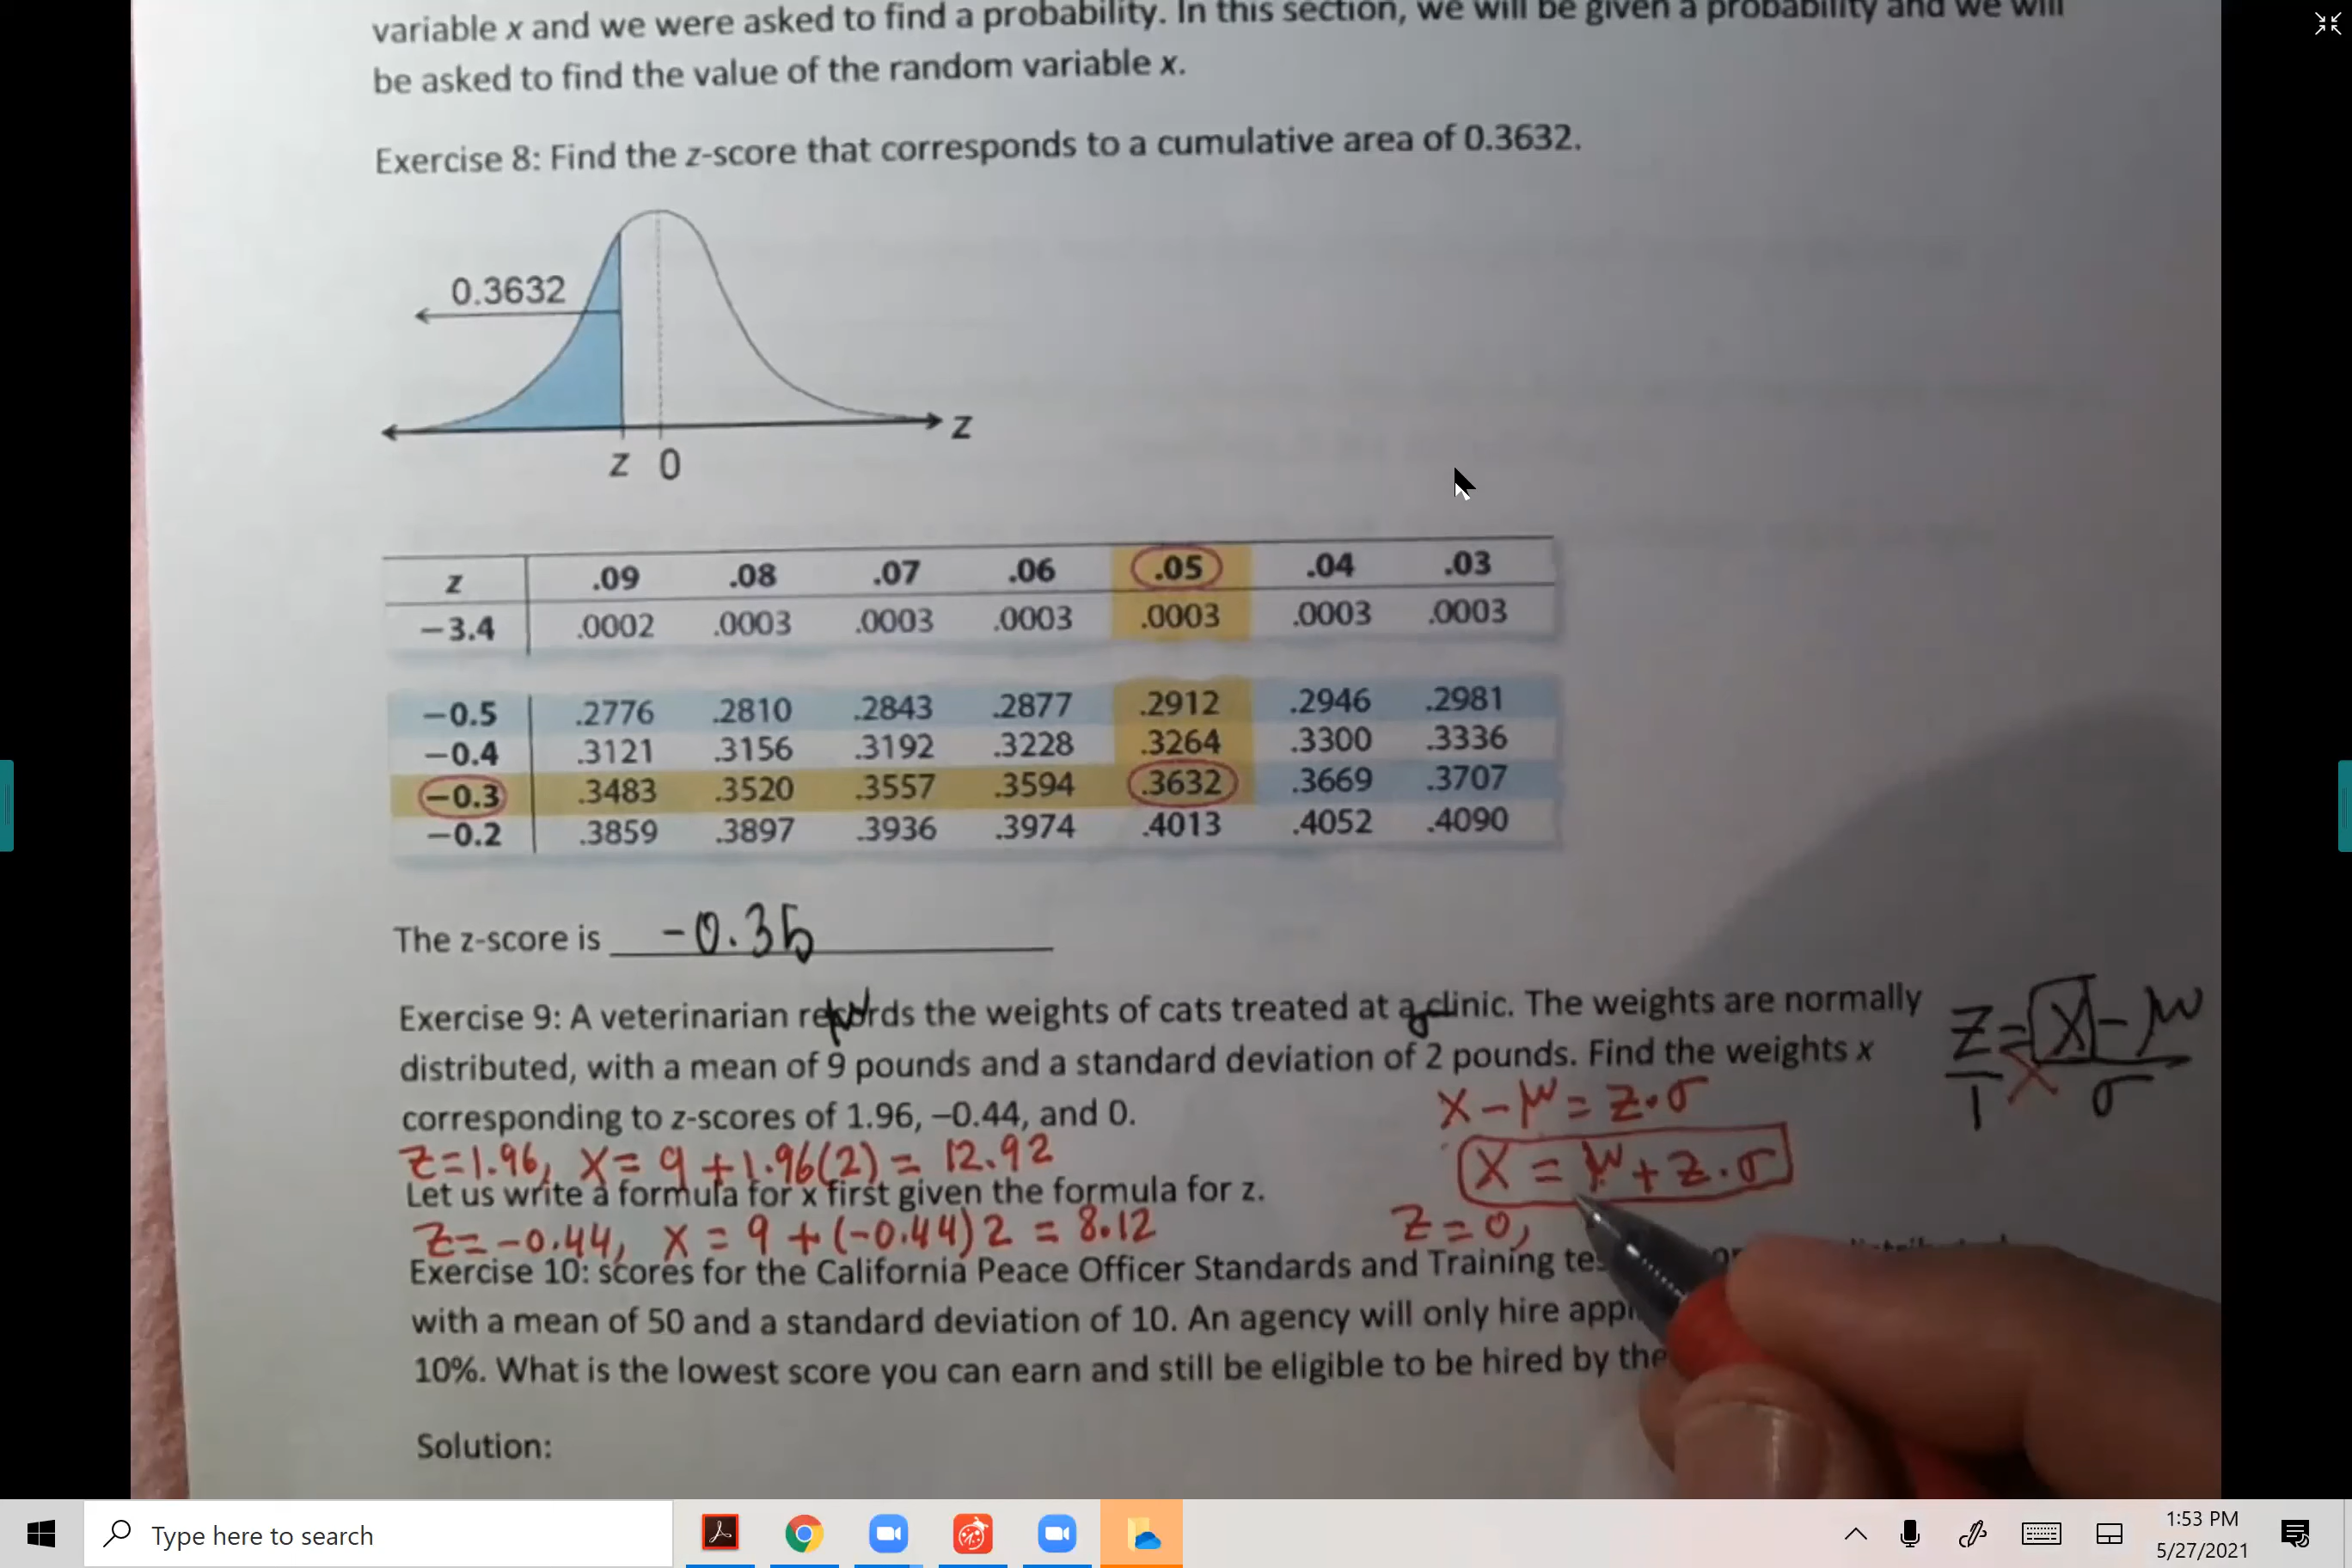 variable x and we were asked to find a probability. In this section, we will be given a probability and we will
be asked to find the value of the random variable x.
Exercise 8: Find the z-score that corresponds to a cumulative area of 0.3632.
0.3632
z
z 0
z .09 .08 .07 .06 .05 .04 .03
−3.4 .0002 .0003 .0003 .0003 .0003 .0003 .0003
−0.5 .2776 .2810 .2843 .2877 .2912 .2946 .2981
−0.4 .3121 .3156 .3192 .3228 .3264 .3300 .3336
−0.3 .3483 .3520 .3557 .3594 .3632 .3669 .3707
−0.2 .3859 .3897 .3936 .3974 .4013 .4052 .4090
The z-score is -0.35
μ σ
Exercise 9: A veterinarian records the weights of cats treated at a clinic. The weights are normally
distributed, with a mean of 9 pounds and a standard deviation of 2 pounds. Find the weights x
corresponding to z-scores of 1.96, −0.44, and 0.
z/1 = x-μ/σ
x-μ = z·σ
x = μ+z·σ
z=1.96, x= 9 +1.96(2) = 12.92
Let us write a formula for x first given the formula for z.
z=-0.44, x = 9 +(-0.44)2 = 8.12
z=0,
Exercise 10: scores for the California Peace Officer Standards and Training
with a mean of 50 and a standard deviation of 10. An agency will only hire
10%. What is the lowest score you can earn and still be eligible to be hired by the
Solution:
Type here to search
1:53 PM
5/27/2021